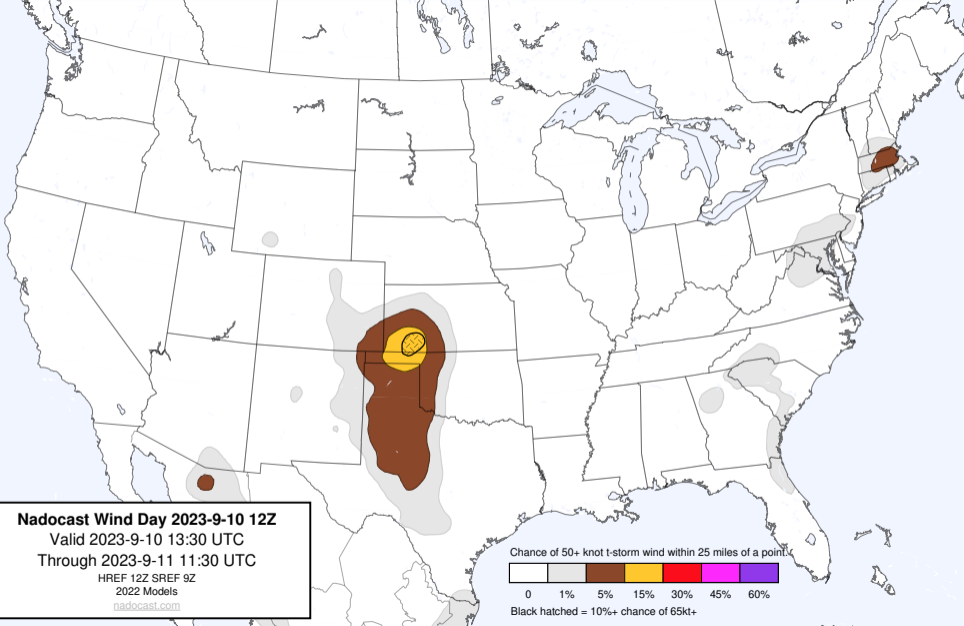 Nadocast Wind Day 2023-9-10 12Z
Valid 2023-9-10 13:30 UTC
Through 2023-9-11 11:30 UTC
HREF 12Z SREF 9Z
2022 Models
nadocast.com
Chance of 50+ knot t-storm wind within 25 miles of a point.
0 1% 5% 15% 30% 45% 60%
Black hatched = 10%+ chance of 65kt+